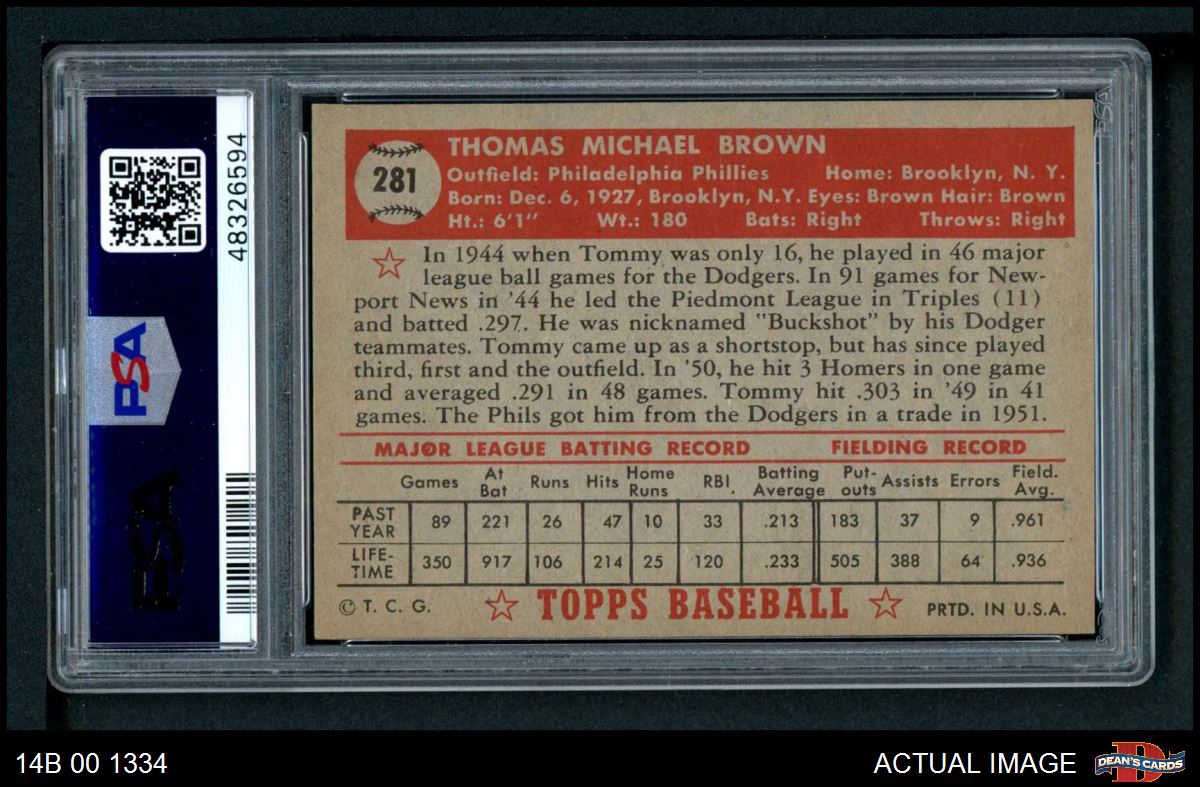 48326594
PSA
PSA
281
THOMAS MICHAEL BROWN
Outfield: Philadelphia Phillies Home: Brooklyn, N. Y.
Born: Dec. 6, 1927, Brooklyn, N.Y. Eyes: Brown Hair: Brown
Ht.: 6'1" Wt.: 180 Bats: Right Throws: Right
In 1944 when Tommy was only 16, he played in 46 major
league ball games for the Dodgers. In 91 games for New-
port News in '44 he led the Piedmont League in Triples (11)
and batted .297. He was nicknamed "Buckshot" by his Dodger
teammates. Tommy came up as a shortstop, but has since played
third, first and the outfield. In '50, he hit 3 Homers in one game
and averaged .291 in 48 games. Tommy hit .303 in '49 in 41
games. The Phils got him from the Dodgers in a trade in 1951.
MAJOR LEAGUE BATTING RECORD FIELDING RECORD
Games At Bat Runs Hits Home Runs RBI. Batting Average Put-outs Assists Errors Field. Avg.
PAST YEAR 89 221 26 47 10 33 .213 183 37 9 .961
LIFE-TIME 350 917 106 214 25 120 .233 505 388 64 .936
© T. C. G. TOPPS BASEBALL PRTD. IN U.S.A.
14B 00 1334 ACTUAL IMAGE D DEAN'S CARDS